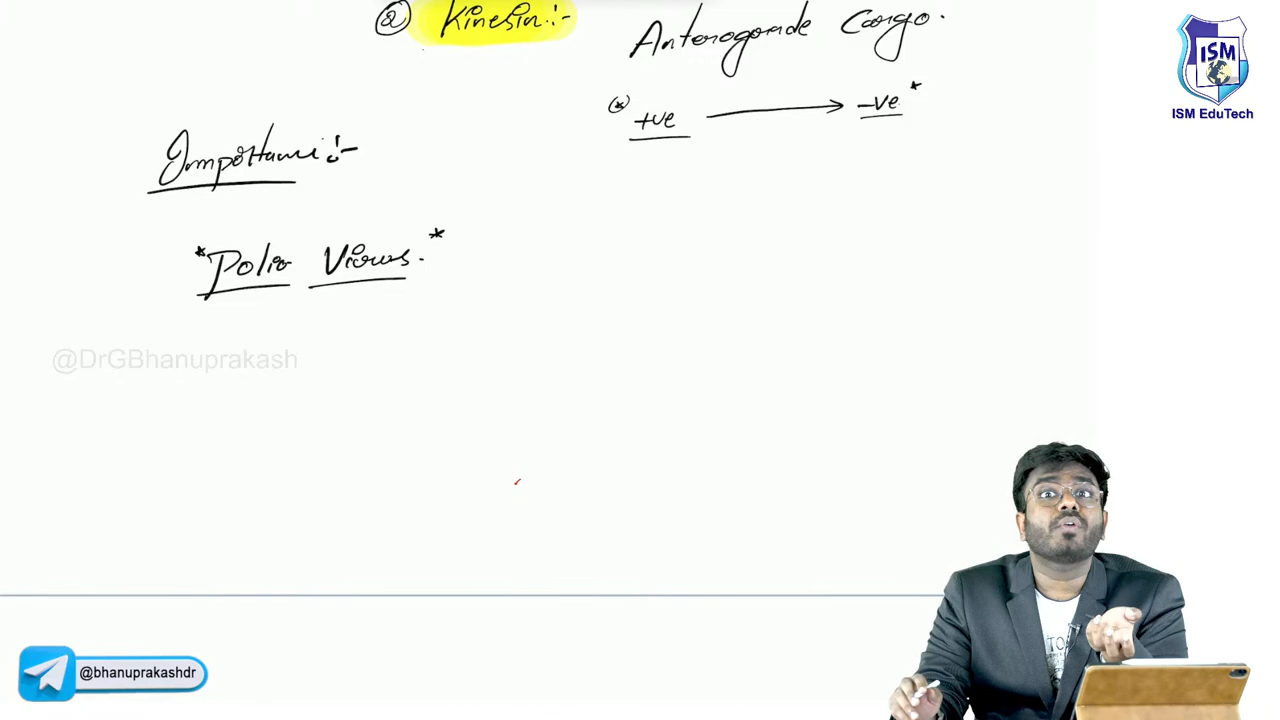 ② Kinesin :-
Anterograde Cargo.
ISM
ISM EduTech
* +ve → -ve *
Importance :-
*Polio Virus.*
@DrGBhanuprakash
@bhanuprakashdr